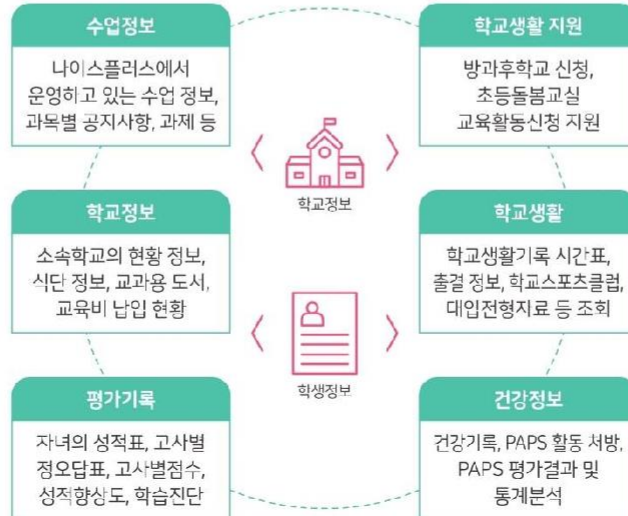 수업정보
나이스플러스에서
운영하고 있는 수업 정보,
과목별 공지사항, 과제 등
학교생활 지원
방과후학교 신청,
초등돌봄교실
교육활동신청 지원
학교정보
학교정보
소속학교의 현황 정보,
식단 정보, 교과용 도서,
교육비 납입 현황
학교생활
학교생활기록 시간표,
출결 정보, 학교스포츠클럽,
대입전형자료 등 조회
학생정보
평가기록
자녀의 성적표, 고사별
정오답표, 고사별점수,
성적향상도, 학습진단
건강정보
건강기록, PAPS 활동 처방,
PAPS 평가결과 및
통계분석